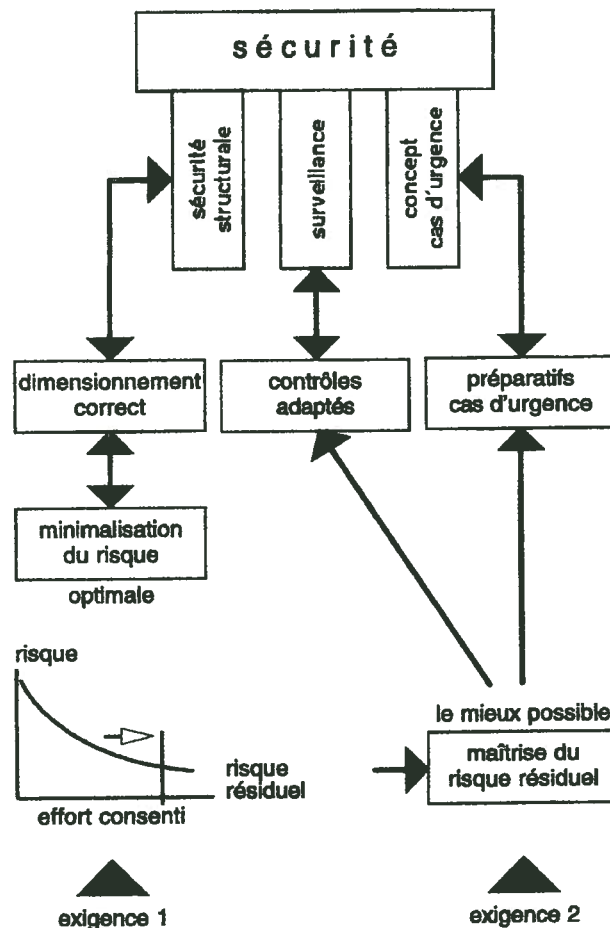 sécurité
sécurité
structurale
surveillance
concept
cas d'urgence
dimensionnement
correct
contrôles
adaptés
préparatifs
cas d'urgence
minimalisation
du risque
optimale
risque
risque
résiduel
effort consenti
le mieux possible
maîtrise du
risque résiduel
exigence 1
exigence 2